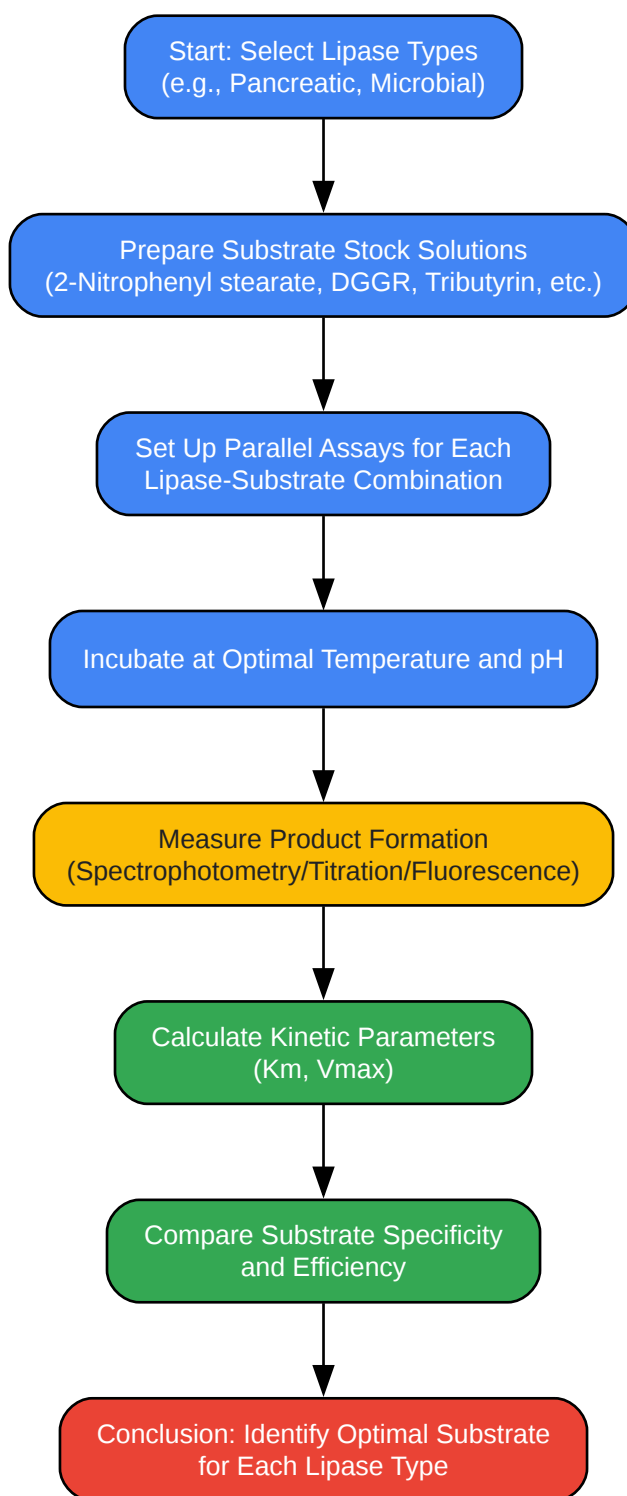 Start: Select Lipase Types
(e.g., Pancreatic, Microbial)
Prepare Substrate Stock Solutions
(2-Nitrophenyl stearate, DGGR, Tributyrin, etc.)
Set Up Parallel Assays for Each
Lipase-Substrate Combination
Incubate at Optimal Temperature and pH
Measure Product Formation
(Spectrophotometry/Titration/Fluorescence)
Calculate Kinetic Parameters
(Km, Vmax)
Compare Substrate Specificity
and Efficiency
Conclusion: Identify Optimal Substrate
for Each Lipase Type